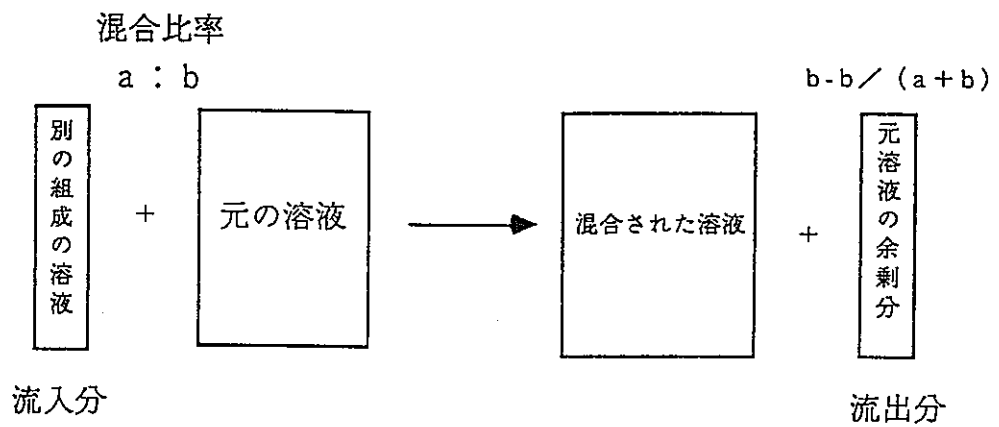 混合比率
a : b
b-b／(a+b)
別の組成の溶液
+
元の溶液
混合された溶液
+
元溶液の余剰分
流入分
流出分